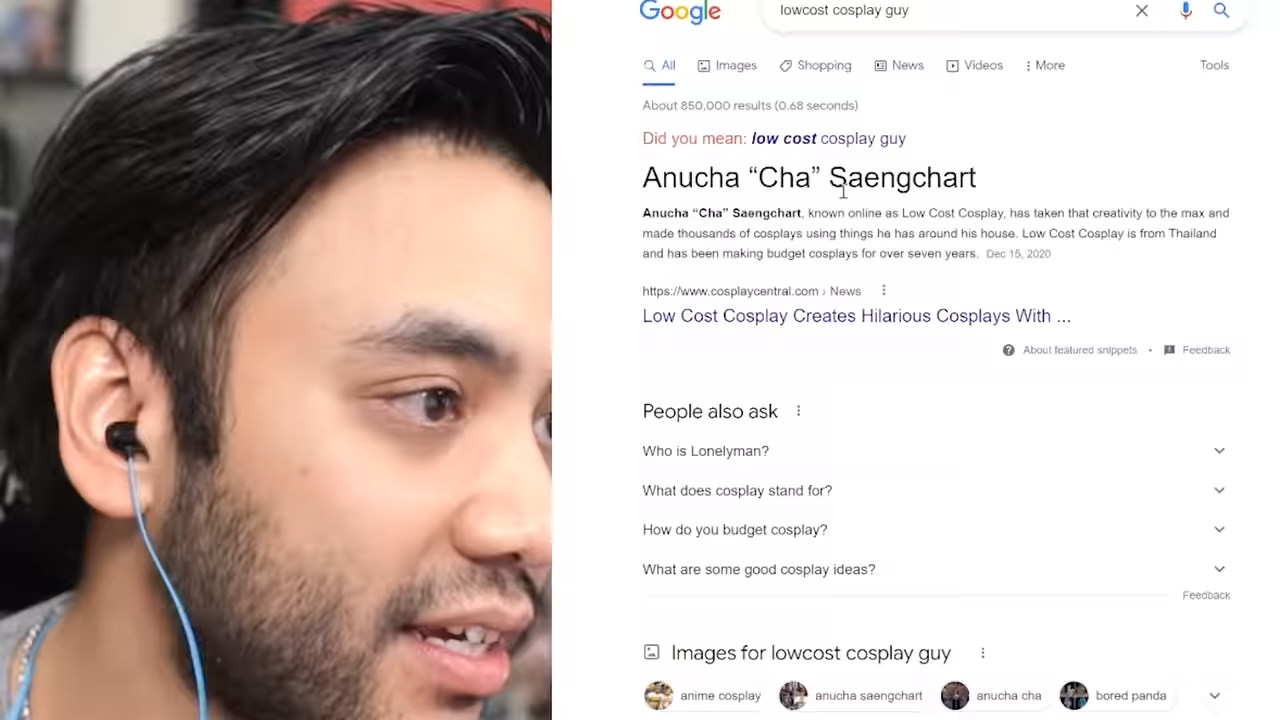 Google
lowcost cosplay guy
All Images Shopping News Videos More Tools
About 850,000 results (0.68 seconds)
Did you mean: low cost cosplay guy
Anucha “Cha” Saengchart
Anucha “Cha” Saengchart, known online as Low Cost Cosplay, has taken that creativity to the max and
made thousands of cosplays using things he has around his house. Low Cost Cosplay is from Thailand
and has been making budget cosplays for over seven years. Dec 15, 2020
https://www.cosplaycentral.com › News
Low Cost Cosplay Creates Hilarious Cosplays With ...
About featured snippets • Feedback
People also ask
Who is Lonelyman?
What does cosplay stand for?
How do you budget cosplay?
What are some good cosplay ideas?
Feedback
Images for lowcost cosplay guy
anime cosplay anucha saengchart anucha cha bored panda